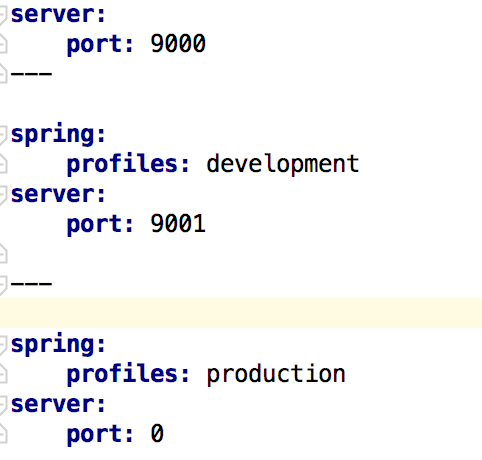 server:
    port: 9000
---
spring:
    profiles: development
server:
    port: 9001
---
spring:
    profiles: production
server:
    port: 0